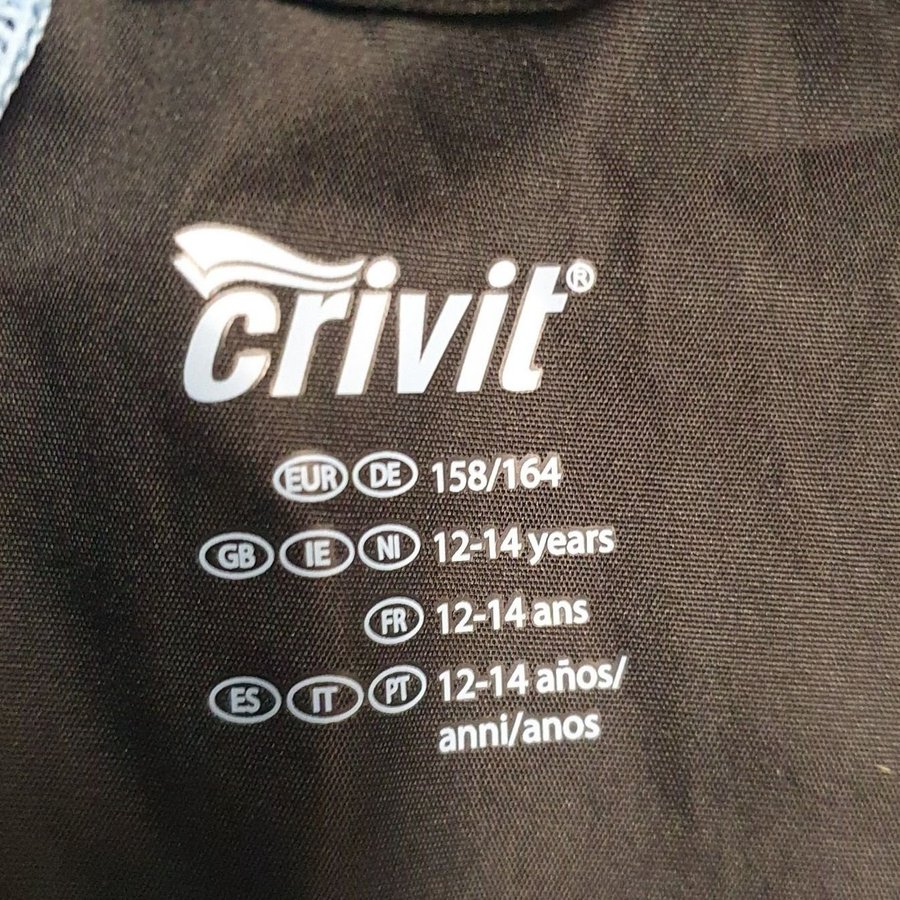 crivit®
EUR DE 158/164
GB IE NI 12-14 years
FR 12-14 ans
ES IT PT 12-14 años/
anni/anos